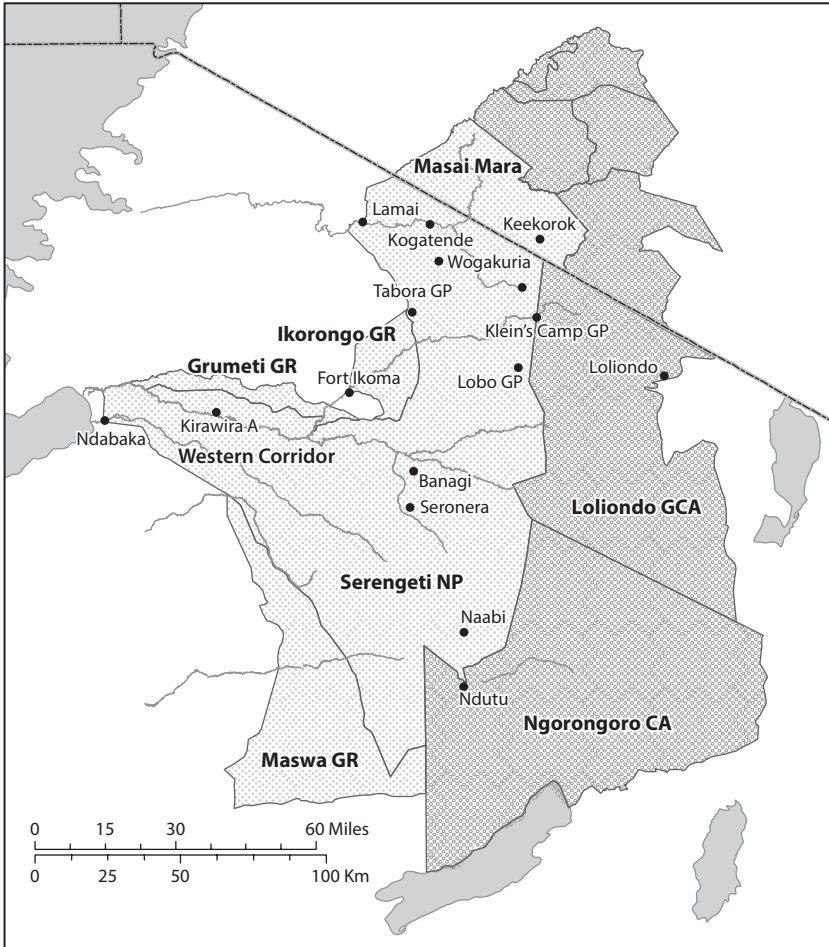 Masai Mara
Lamai
Keekorok
Kogatende
Wogakuria
Tabora GP
Klein's Camp GP
Ikorongo GR
Grumeti GR
Loliondo
Fort Ikoma
Lobo GP
Kirawira A
Ndabaka
Western Corridor
Banagi
Seronera
Loliondo GCA
Serengeti NP
Naabi
Ndutu
Ngorongoro CA
Maswa GR
0 15 30 60 Miles
0 25 50 100 Km